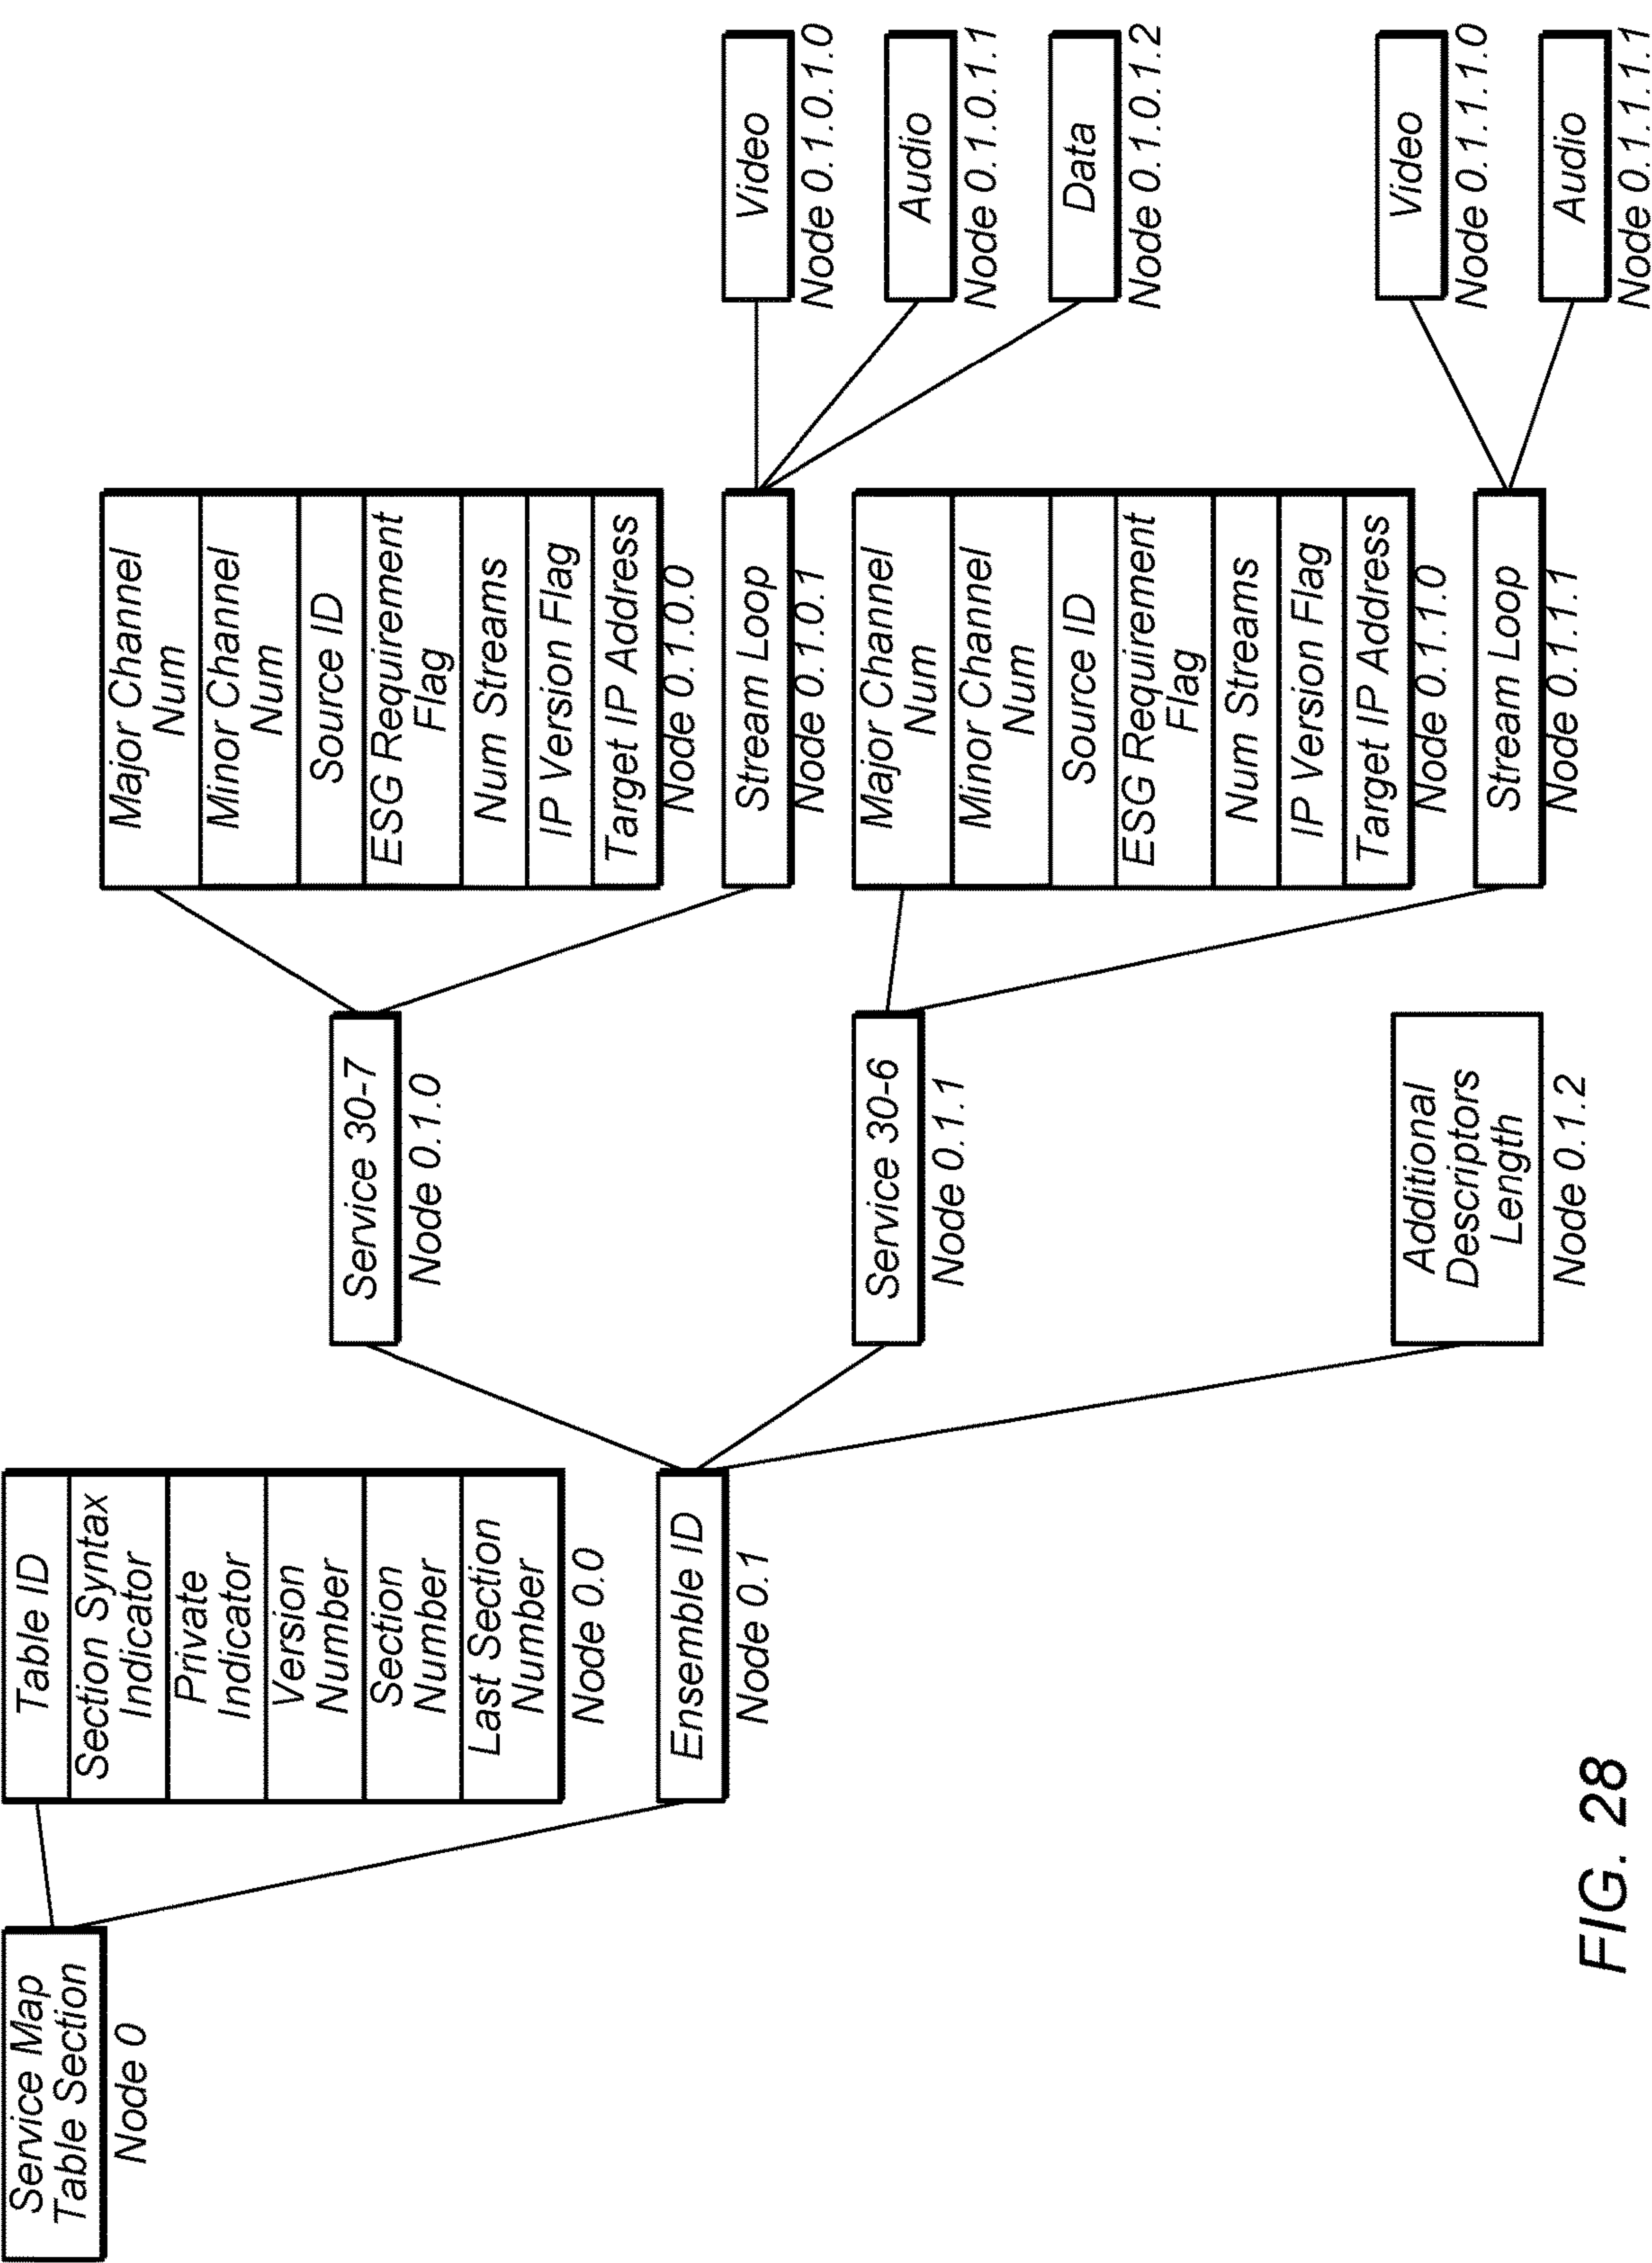 Service Map
Table Section
Node 0
Table ID
Section Syntax
Indicator
Private
Indicator
Version
Number
Section
Number
Last Section
Number
Node 0.0
Ensemble ID
Node 0.1
Service 30-7
Node 0.1.0
Service 30-6
Node 0.1.1
Additional
Descriptors
Length
Node 0.1.2
Major Channel
Num
Minor Channel
Num
Source ID
ESG Requirement
Flag
Num Streams
IP Version Flag
Target IP Address
Node 0.1.0.0
Stream Loop
Node 0.1.0.1
Major Channel
Num
Minor Channel
Num
Source ID
ESG Requirement
Flag
Num Streams
IP Version Flag
Target IP Address
Node 0.1.1.0
Stream Loop
Node 0.1.1.1
Video
Node 0.1.0.1.0
Audio
Node 0.1.0.1.1
Data
Node 0.1.0.1.2
Video
Node 0.1.1.1.0
Audio
Node 0.1.1.1.1
FIG. 28